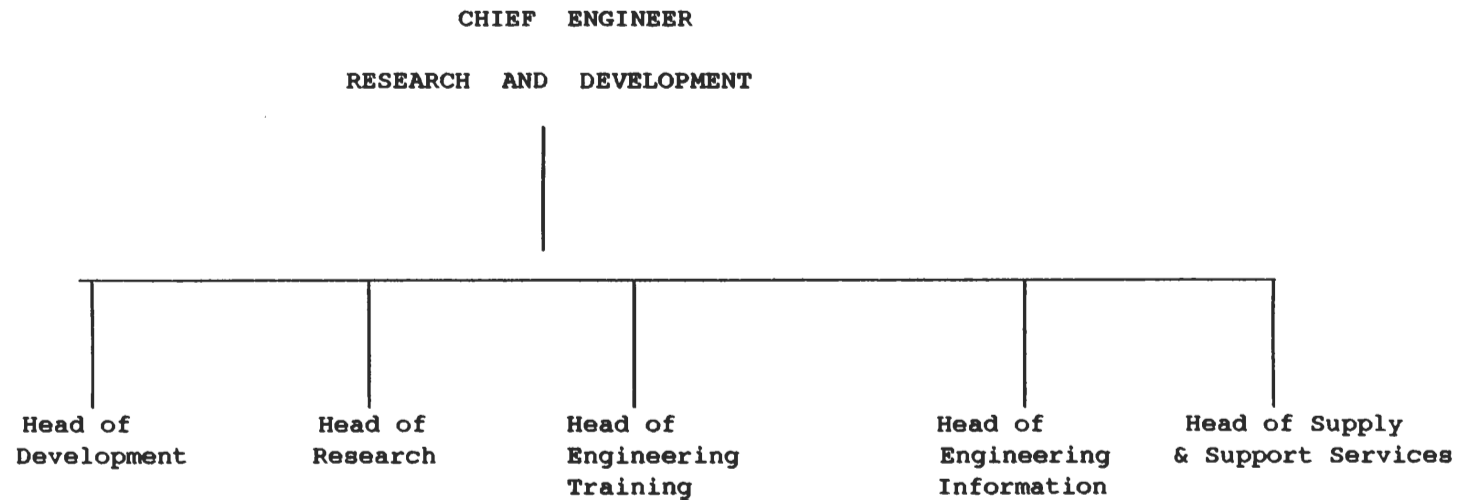 CHIEF ENGINEER
RESEARCH AND DEVELOPMENT
Head of
Development
Head of
Research
Head of
Engineering
Training
Head of
Engineering
Information
Head of Supply
& Support Services